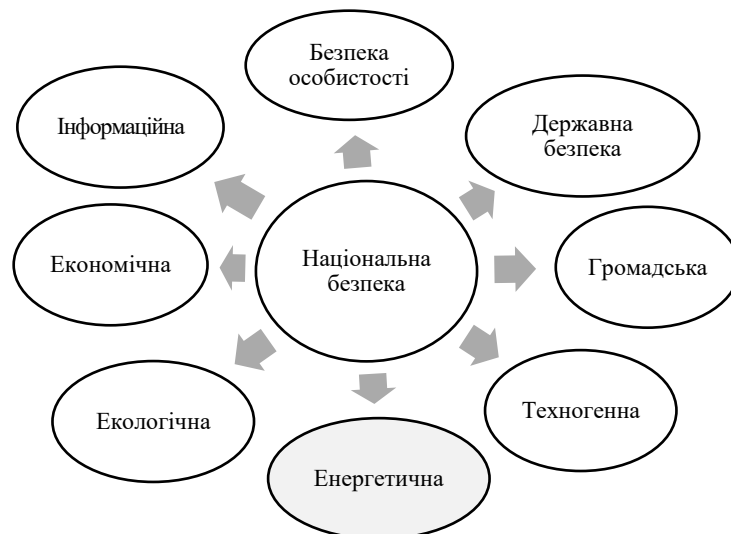 Безпека
особистості
Державна
безпека
Інформаційна
Національна
безпека
Економічна
Громадська
Екологічна
Техногенна
Енергетична